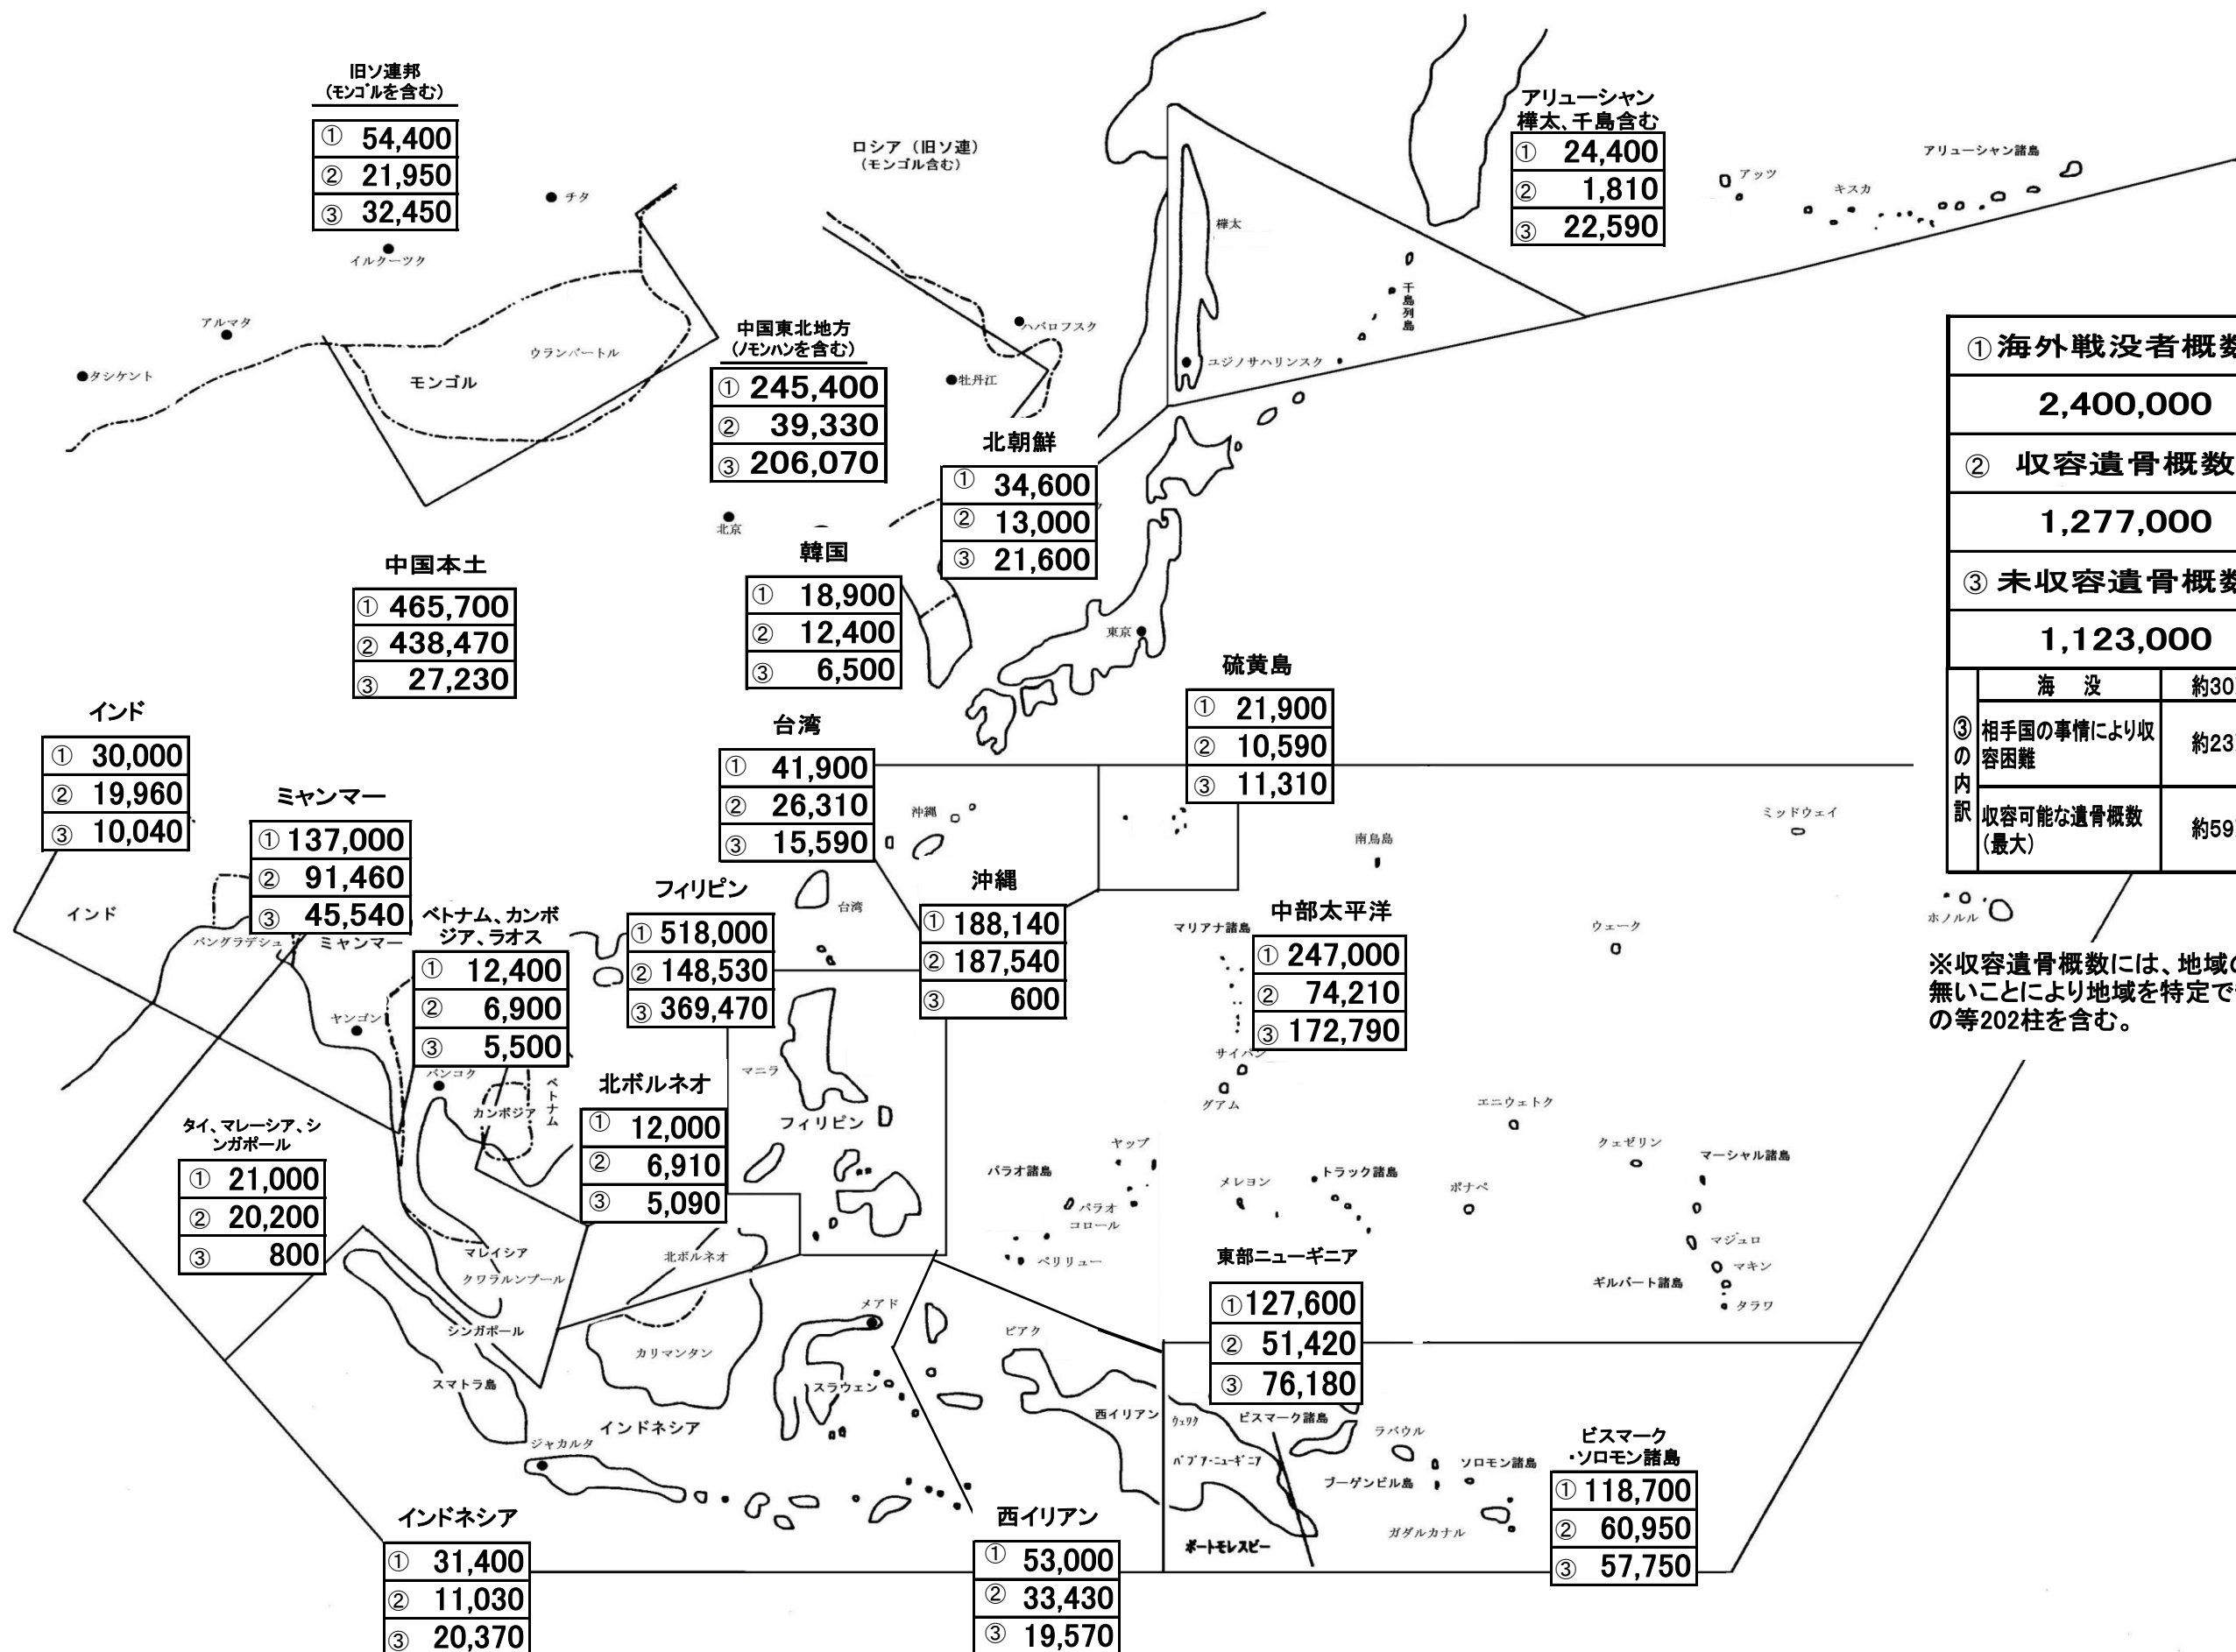 旧ソ連邦
(モンゴルを含む)
① 54,400
② 21,950
③ 32,450
チタ
イルクーツク
アルマタ
タシケント
ウランバートル
モンゴル
ロシア（旧ソ連）
（モンゴル含む）
ハバロフスク
牡丹江
樺太
千島列島
ユジノサハリンスク
アリューシャン
樺太、千島含む
① 24,400
② 1,810
③ 22,590
アッツ
キスカ
アリューシャン諸島
中国東北地方
(ノモンハンを含む)
① 245,400
② 39,330
③ 206,070
北朝鮮
① 34,600
② 13,000
③ 21,600
北京
韓国
① 18,900
② 12,400
③ 6,500
東京
中国本土
① 465,700
② 438,470
③ 27,230
①海外戦没者概数
2,400,000
② 収容遺骨概数
1,277,000
③ 未収容遺骨概数
1,123,000
③の内訳
海 没
約30
相手国の事情により収
容困難
約23
収容可能な遺骨概数
(最大)
約59
硫黄島
① 21,900
② 10,590
③ 11,310
インド
① 30,000
② 19,960
③ 10,040
台湾
① 41,900
② 26,310
③ 15,590
ミャンマー
① 137,000
② 91,460
③ 45,540
沖縄
南鳥島
ミッドウェイ
ホノルル
ウェーク
インド
バングラデシュ
ミャンマー
ヤンゴン
ベトナム、カンボ
ジア、ラオス
① 12,400
② 6,900
③ 5,500
フィリピン
① 518,000
② 148,530
③ 369,470
台湾
沖縄
① 188,140
② 187,540
③ 600
マリアナ諸島
中部太平洋
① 247,000
② 74,210
③ 172,790
※収容遺骨概数には、地域の
無いことにより地域を特定で
の等202柱を含む。
サイパン
グアム
バンコク
カンボジア
ベトナム
マニラ
フィリピン
北ボルネオ
① 12,000
② 6,910
③ 5,090
タイ、マレーシア、シ
ンガポール
① 21,000
② 20,200
③ 800
エニウェトク
クェゼリン
マーシャル諸島
ヤップ
パラオ諸島
パラオ
コロール
ペリリュー
メレヨン
トラック諸島
ポナペ
マジュロ
マキン
ギルバート諸島
タラワ
マレイシア
クワラルンプール
シンガポール
北ボルネオ
東部ニューギニア
① 127,600
② 51,420
③ 76,180
メアド
ビアク
カリマンタン
スマトラ島
スラウェン
インドネシア
ジャカルタ
西イリアン
ウェワク
パプアーニューギニア
ビスマーク諸島
ラバウル
ブーゲンビル島
ソロモン諸島
ガダルカナル
ポートモレスビー
ビスマーク
・ソロモン諸島
① 118,700
② 60,950
③ 57,750
インドネシア
① 31,400
② 11,030
③ 20,370
西イリアン
① 53,000
② 33,430
③ 19,570